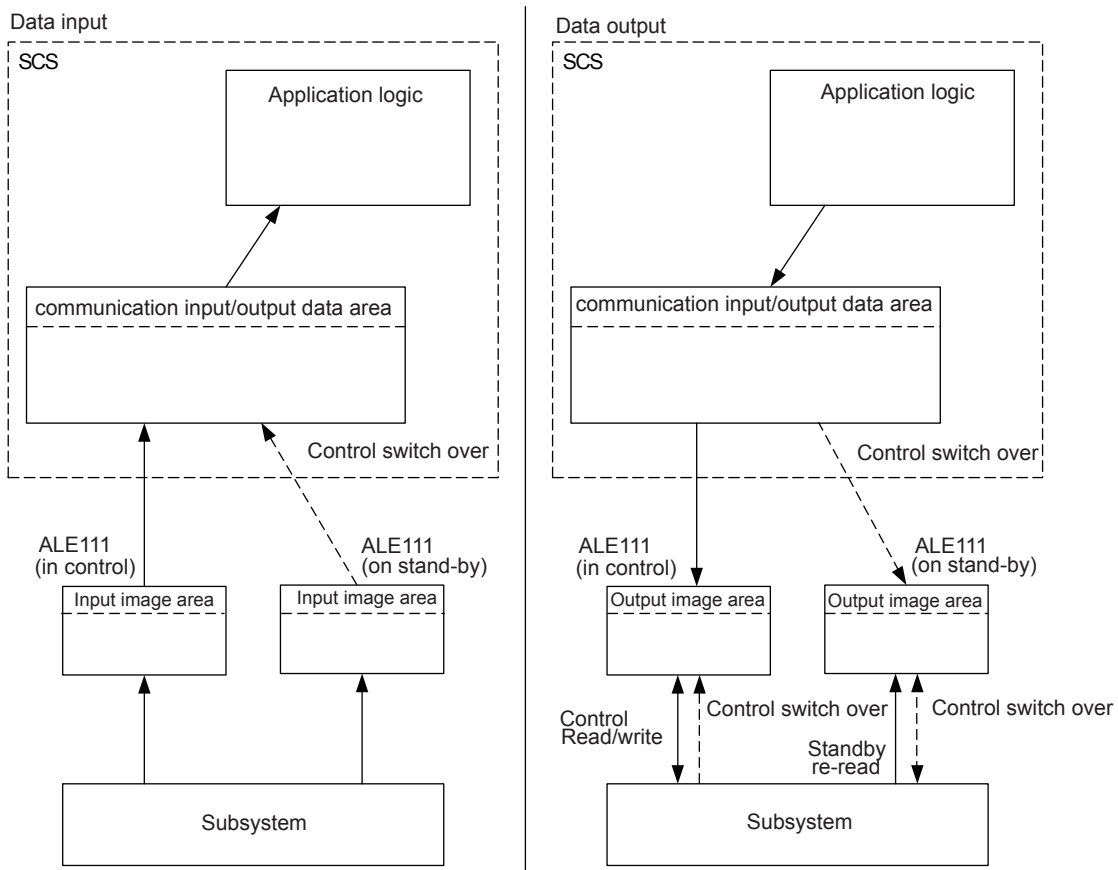 Data input
SCS
Application logic
communication input/output data area
Control switch over
ALE111
(in control)
ALE111
(on stand-by)
Input image area
Input image area
Subsystem
Data output
SCS
Application logic
communication input/output data area
Control switch over
ALE111
(in control)
ALE111
(on stand-by)
Output image area
Output image area
Control
Read/write
Control switch over
Standby
re-read
Control switch over
Subsystem